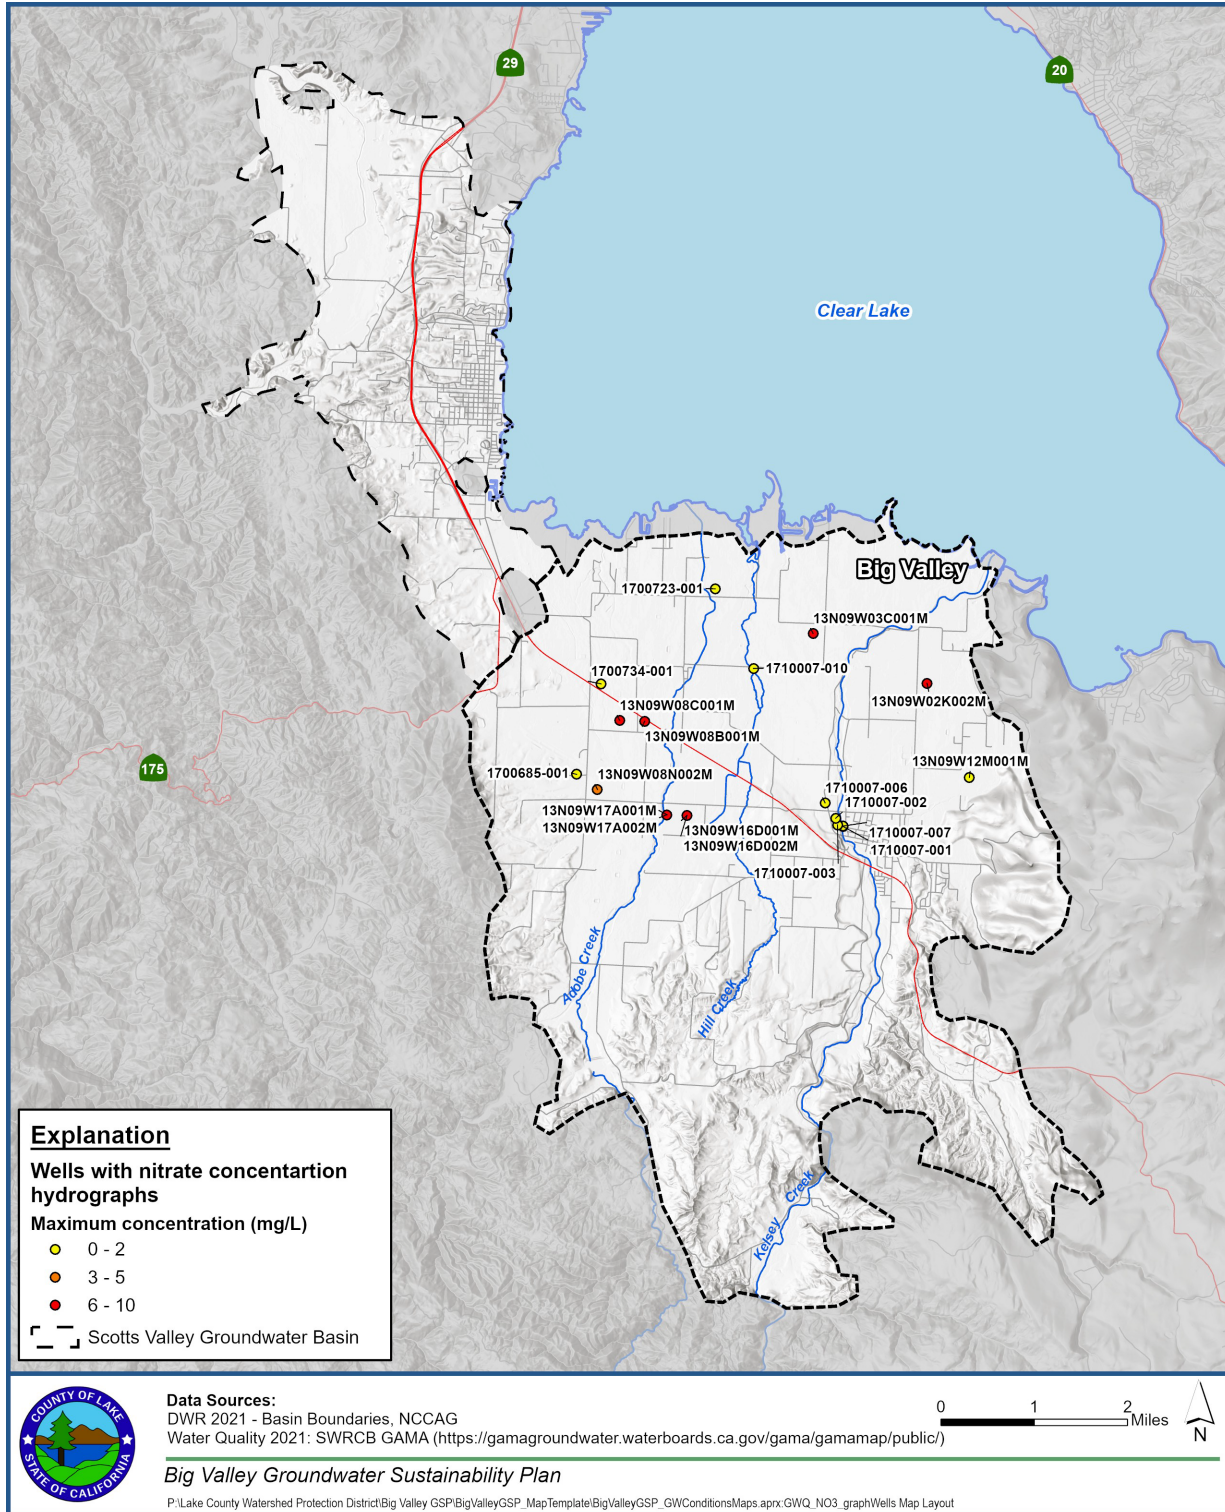 29
20
Clear Lake
Big Valley
1700723-001
13N09W03C001M
1700734-001
1710007-010
13N09W08C001M
13N09W02K002M
13N09W08B001M
175
1700685-001
13N09W08N002M
13N09W12M001M
1710007-006
1710007-002
13N09W17A001M
13N09W17A002M
13N09W16D001M
13N09W16D002M
1710007-007
1710007-001
1710007-003
Adobe Creek
Hill Creek
Kelsey Creek
Explanation
Wells with nitrate concentartion
hydrographs
Maximum concentration (mg/L)
0 - 2
3 - 5
6 - 10
Scotts Valley Groundwater Basin
COUNTY OF LAKE
STATE OF CALIFORNIA
Data Sources:
DWR 2021 - Basin Boundaries, NCCAG
Water Quality 2021: SWRCB GAMA (https://gamagroundwater.waterboards.ca.gov/gama/gamamap/public/)
0 1 2
Miles
N
Big Valley Groundwater Sustainability Plan
P:\Lake County Watershed Protection District\Big Valley GSP\BigValleyGSP_MapTemplate\BigValleyGSP_GWConditionsMaps.aprx:GWQ_NO3_graphWells Map Layout